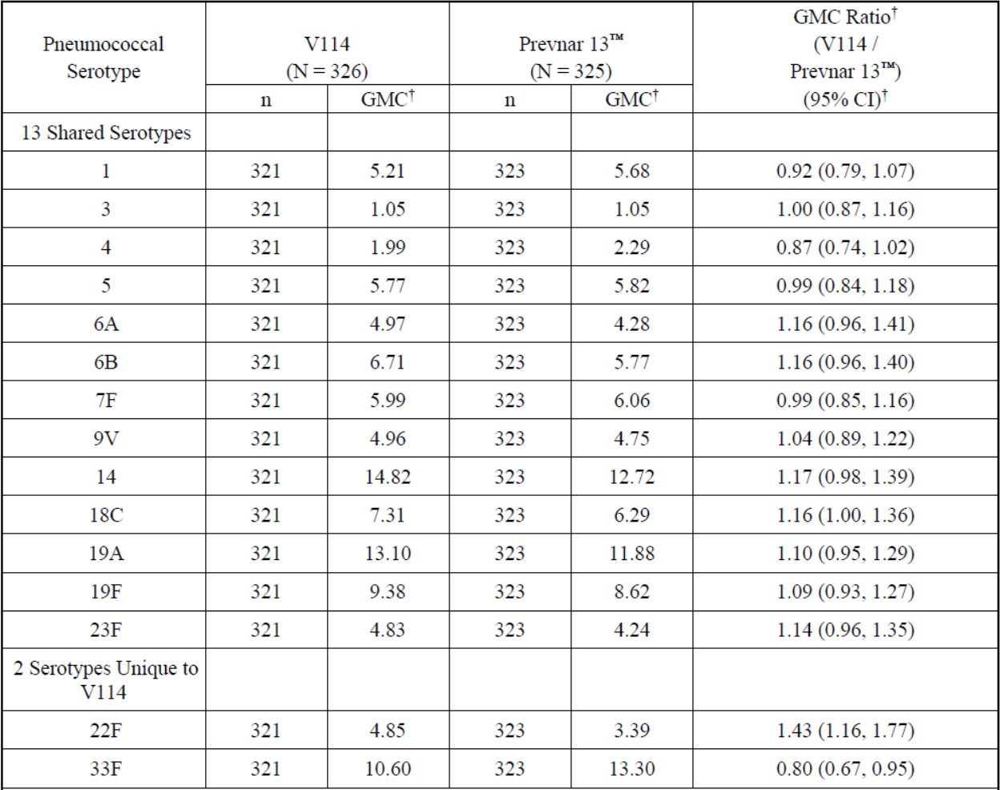 Pneumococcal Serotype | V114 (N = 326) | Prevnar 13™ (N = 325) | GMC Ratio† (V114 / Prevnar 13™) (95% CI)†
n | GMC† | n | GMC†
13 Shared Serotypes
1 | 321 | 5.21 | 323 | 5.68 | 0.92 (0.79, 1.07)
3 | 321 | 1.05 | 323 | 1.05 | 1.00 (0.87, 1.16)
4 | 321 | 1.99 | 323 | 2.29 | 0.87 (0.74, 1.02)
5 | 321 | 5.77 | 323 | 5.82 | 0.99 (0.84, 1.18)
6A | 321 | 4.97 | 323 | 4.28 | 1.16 (0.96, 1.41)
6B | 321 | 6.71 | 323 | 5.77 | 1.16 (0.96, 1.40)
7F | 321 | 5.99 | 323 | 6.06 | 0.99 (0.85, 1.16)
9V | 321 | 4.96 | 323 | 4.75 | 1.04 (0.89, 1.22)
14 | 321 | 14.82 | 323 | 12.72 | 1.17 (0.98, 1.39)
18C | 321 | 7.31 | 323 | 6.29 | 1.16 (1.00, 1.36)
19A | 321 | 13.10 | 323 | 11.88 | 1.10 (0.95, 1.29)
19F | 321 | 9.38 | 323 | 8.62 | 1.09 (0.93, 1.27)
23F | 321 | 4.83 | 323 | 4.24 | 1.14 (0.96, 1.35)
2 Serotypes Unique to V114
22F | 321 | 4.85 | 323 | 3.39 | 1.43 (1.16, 1.77)
33F | 321 | 10.60 | 323 | 13.30 | 0.80 (0.67, 0.95)